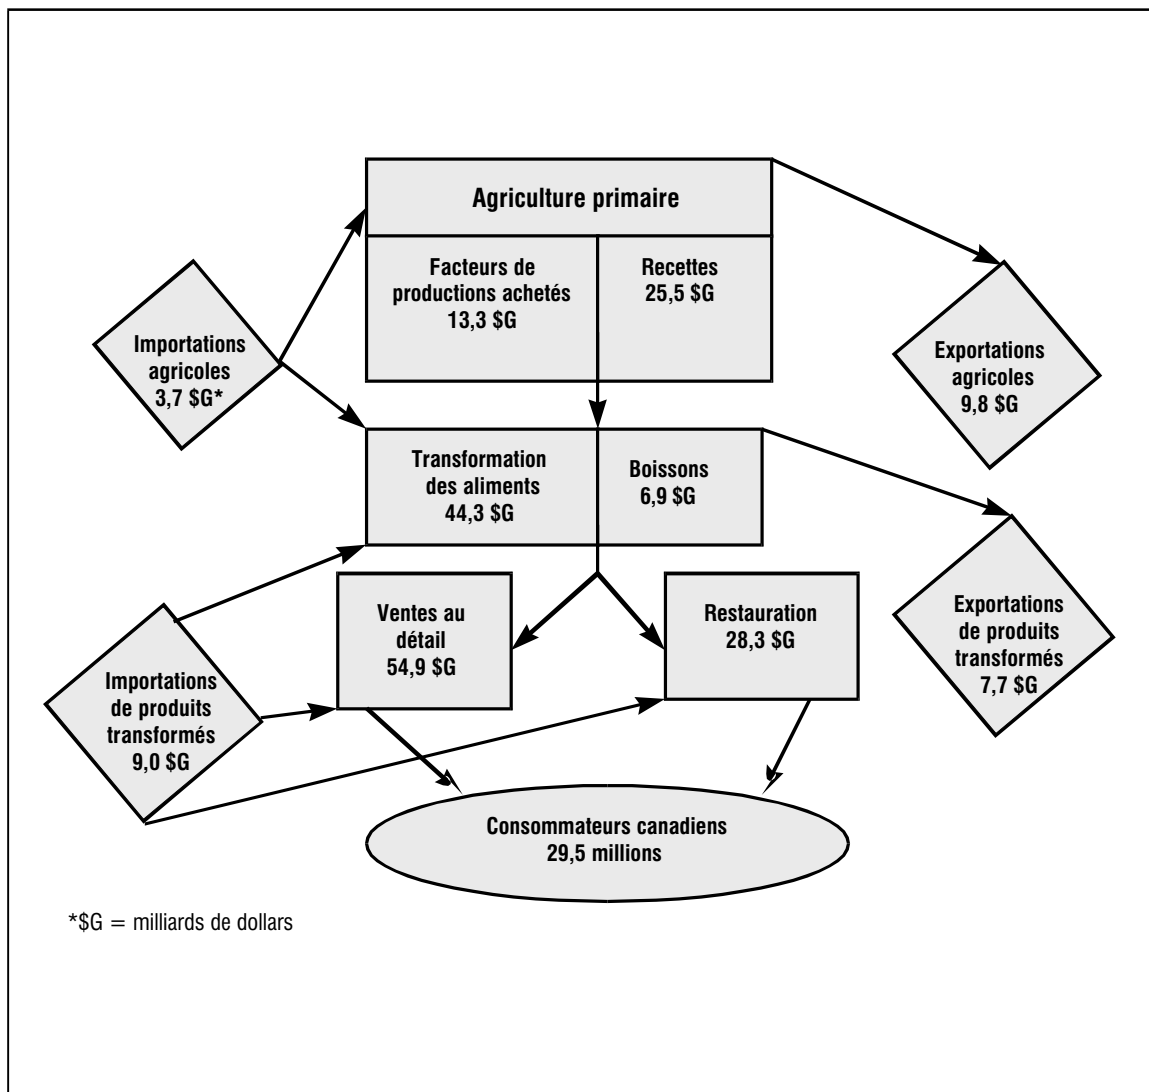 Agriculture primaire
Facteurs de
productions achetés
13,3 $G
Recettes
25,5 $G
Importations
agricoles
3,7 $G*
Exportations
agricoles
9,8 $G
Transformation
des aliments
44,3 $G
Boissons
6,9 $G
Ventes au
détail
54,9 $G
Restauration
28,3 $G
Exportations
de produits
transformés
7,7 $G
Importations
de produits
transformés
9,0 $G
Consommateurs canadiens
29,5 millions
*$G = milliards de dollars